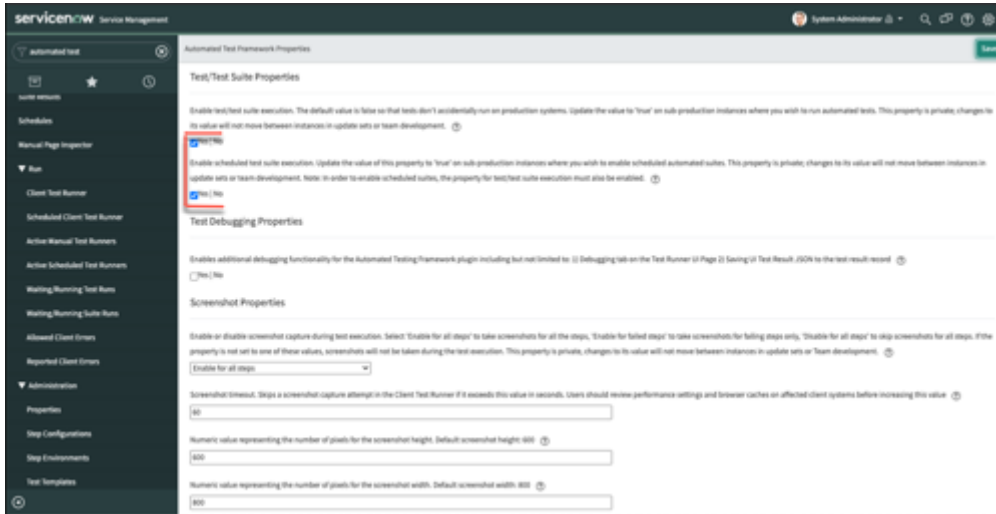 servicenow Service Management
System Administrator
automated test
Automated Test Framework Properties
Save
Suite Results
Schedules
Manual Page Inspector
Run
Client Test Runner
Scheduled Client Test Runner
Active Manual Test Runners
Active Scheduled Test Runners
Waiting/Running Test Runs
Waiting/Running Suite Runs
Allowed Client Errors
Reported Client Errors
Administration
Properties
Step Configurations
Step Environments
Test Templates
Test/Test Suite Properties
Enable test/test suite execution. The default value is false so that tests don't accidentally run on production systems. Update the value to 'true' on sub-production instances where you wish to run automated tests. This property is private; changes to
its value will not move between instances in update sets or team development.
Yes | No
Enable scheduled test suite execution. Update the value of this property to 'true' on sub-production instances where you wish to enable scheduled automated suites. This property is private; changes to its value will not move between instances in
update sets or team development. Note: In order to enable scheduled suites, the property for test/test suite execution must also be enabled.
Yes | No
Test Debugging Properties
Enables additional debugging functionality for the Automated Testing Framework plugin including but not limited to: 1) Debugging tab on the Test Runner UI Page 2) Saving UI Test Result JSON to the test result record
Yes | No
Screenshot Properties
Enable or disable screenshot capture during test execution. Select 'Enable for all steps' to take screenshots for all the steps, 'Enable for failed steps' to take screenshots for failing steps only, 'Disable for all steps' to skip screenshots for all steps. If the
property is not set to one of these values, screenshots will not be taken during the test execution. This property is private, changes to its value will not move between instances in update sets or Team development.
Enable for all steps
Screenshot timeout. Skips a screenshot capture attempt in the Client Test Runner if it exceeds this value in seconds. Users should review performance settings and browser caches on affected client systems before increasing this value
60
Numeric value representing the number of pixels for the screenshot height. Default screenshot height: 600
600
Numeric value representing the number of pixels for the screenshot width. Default screenshot width: 800
800